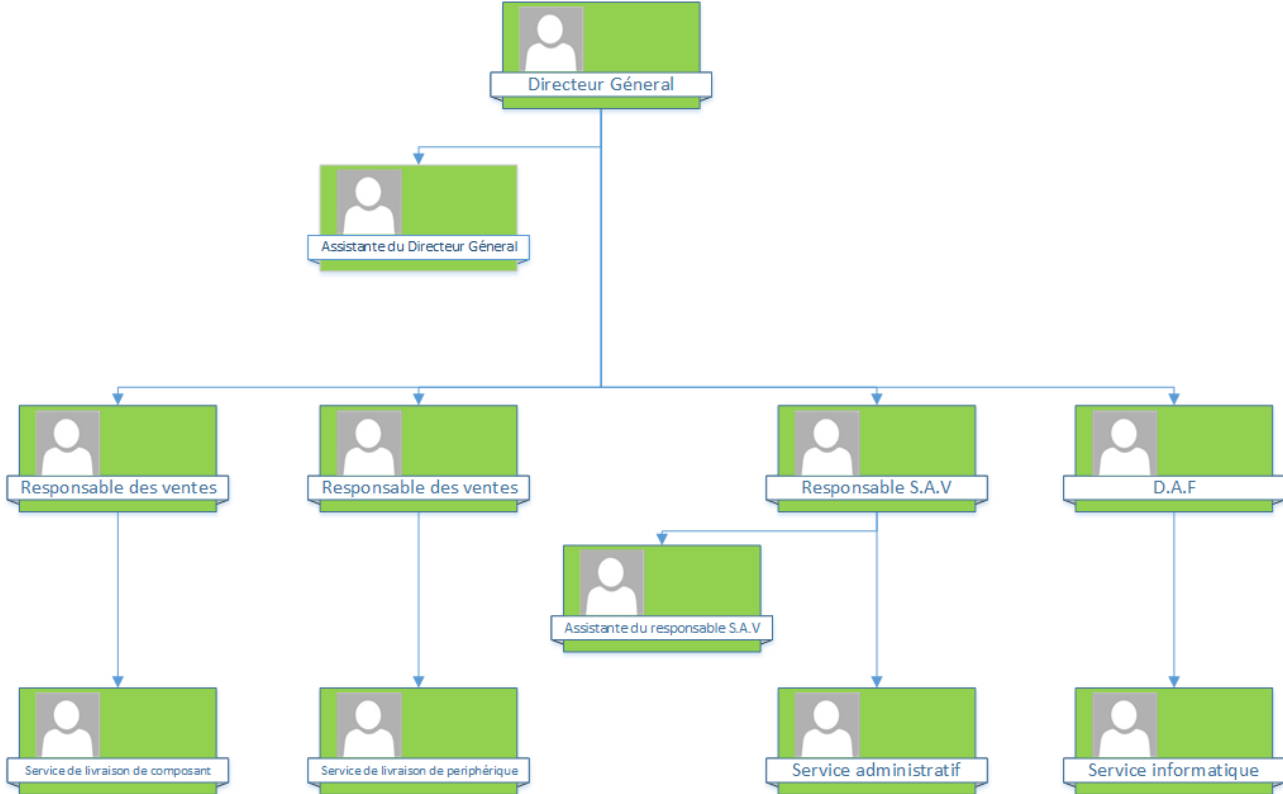 Directeur Géneral
Assistante du Directeur Géneral
Responsable des ventes
Responsable des ventes
Responsable S.A.V
D.A.F
Assistante du responsable S.A.V
Service de livraison de composant
Service de livraison de periphérique
Service administratif
Service informatique